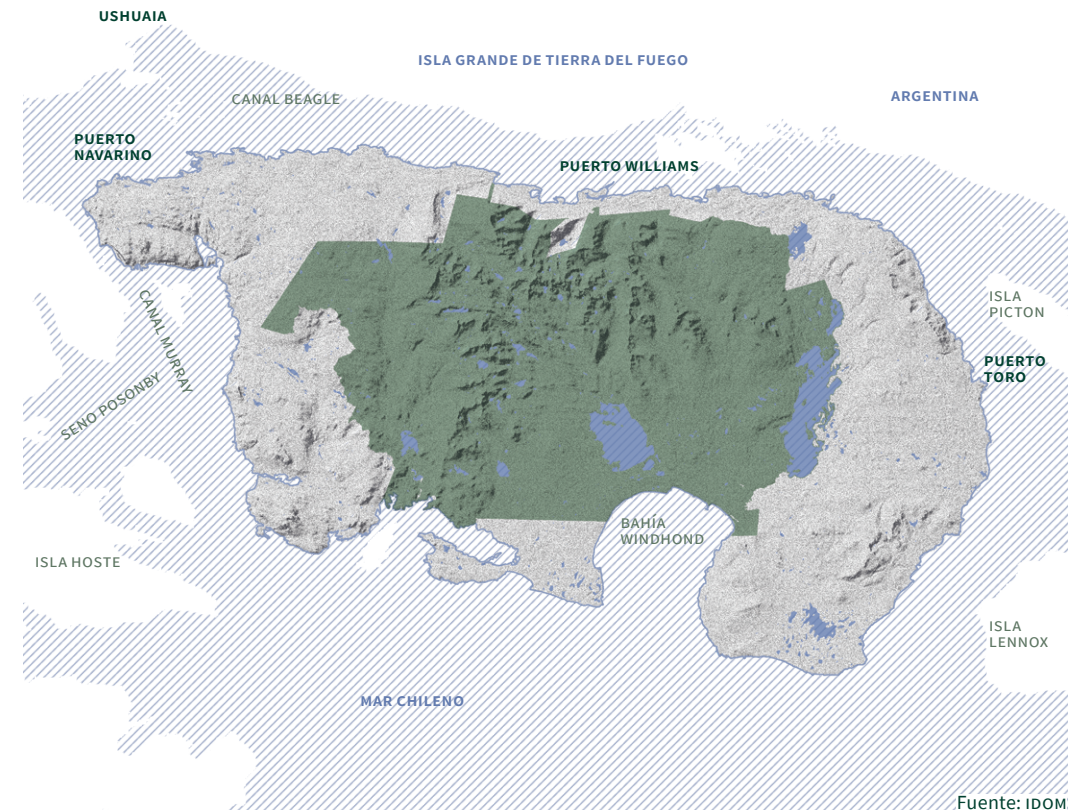 USHUAIA
ISLA GRANDE DE TIERRA DEL FUEGO
ARGENTINA
CANAL BEAGLE
PUERTO
NAVARINO
PUERTO WILLIAMS
ISLA
PICTON
CANAL MURRAY
PUERTO
TORO
SENO POSONBY
BAHÍA
WINDHOND
ISLA HOSTE
ISLA
LENNOX
MAR CHILENO
Fuente: IDOM